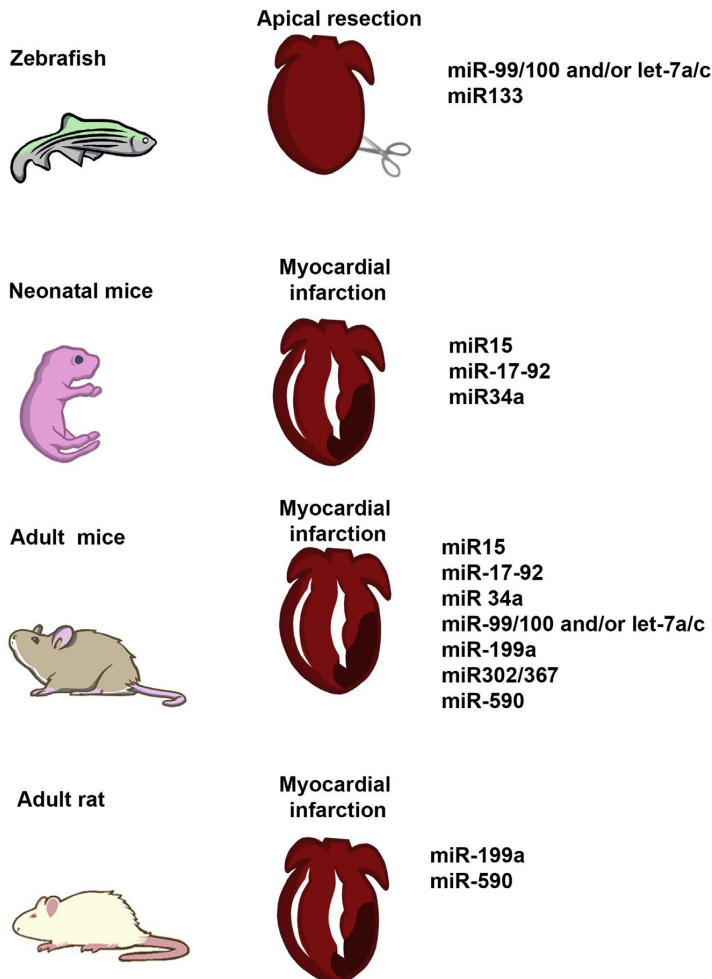 Apical resection
Zebrafish
miR-99/100 and/or let-7a/c
miR133
Myocardial
infarction
Neonatal mice
miR15
miR-17-92
miR34a
Myocardial
infarction
Adult mice
miR15
miR-17-92
miR 34a
miR-99/100 and/or let-7a/c
miR-199a
miR302/367
miR-590
Myocardial
infarction
Adult rat
miR-199a
miR-590